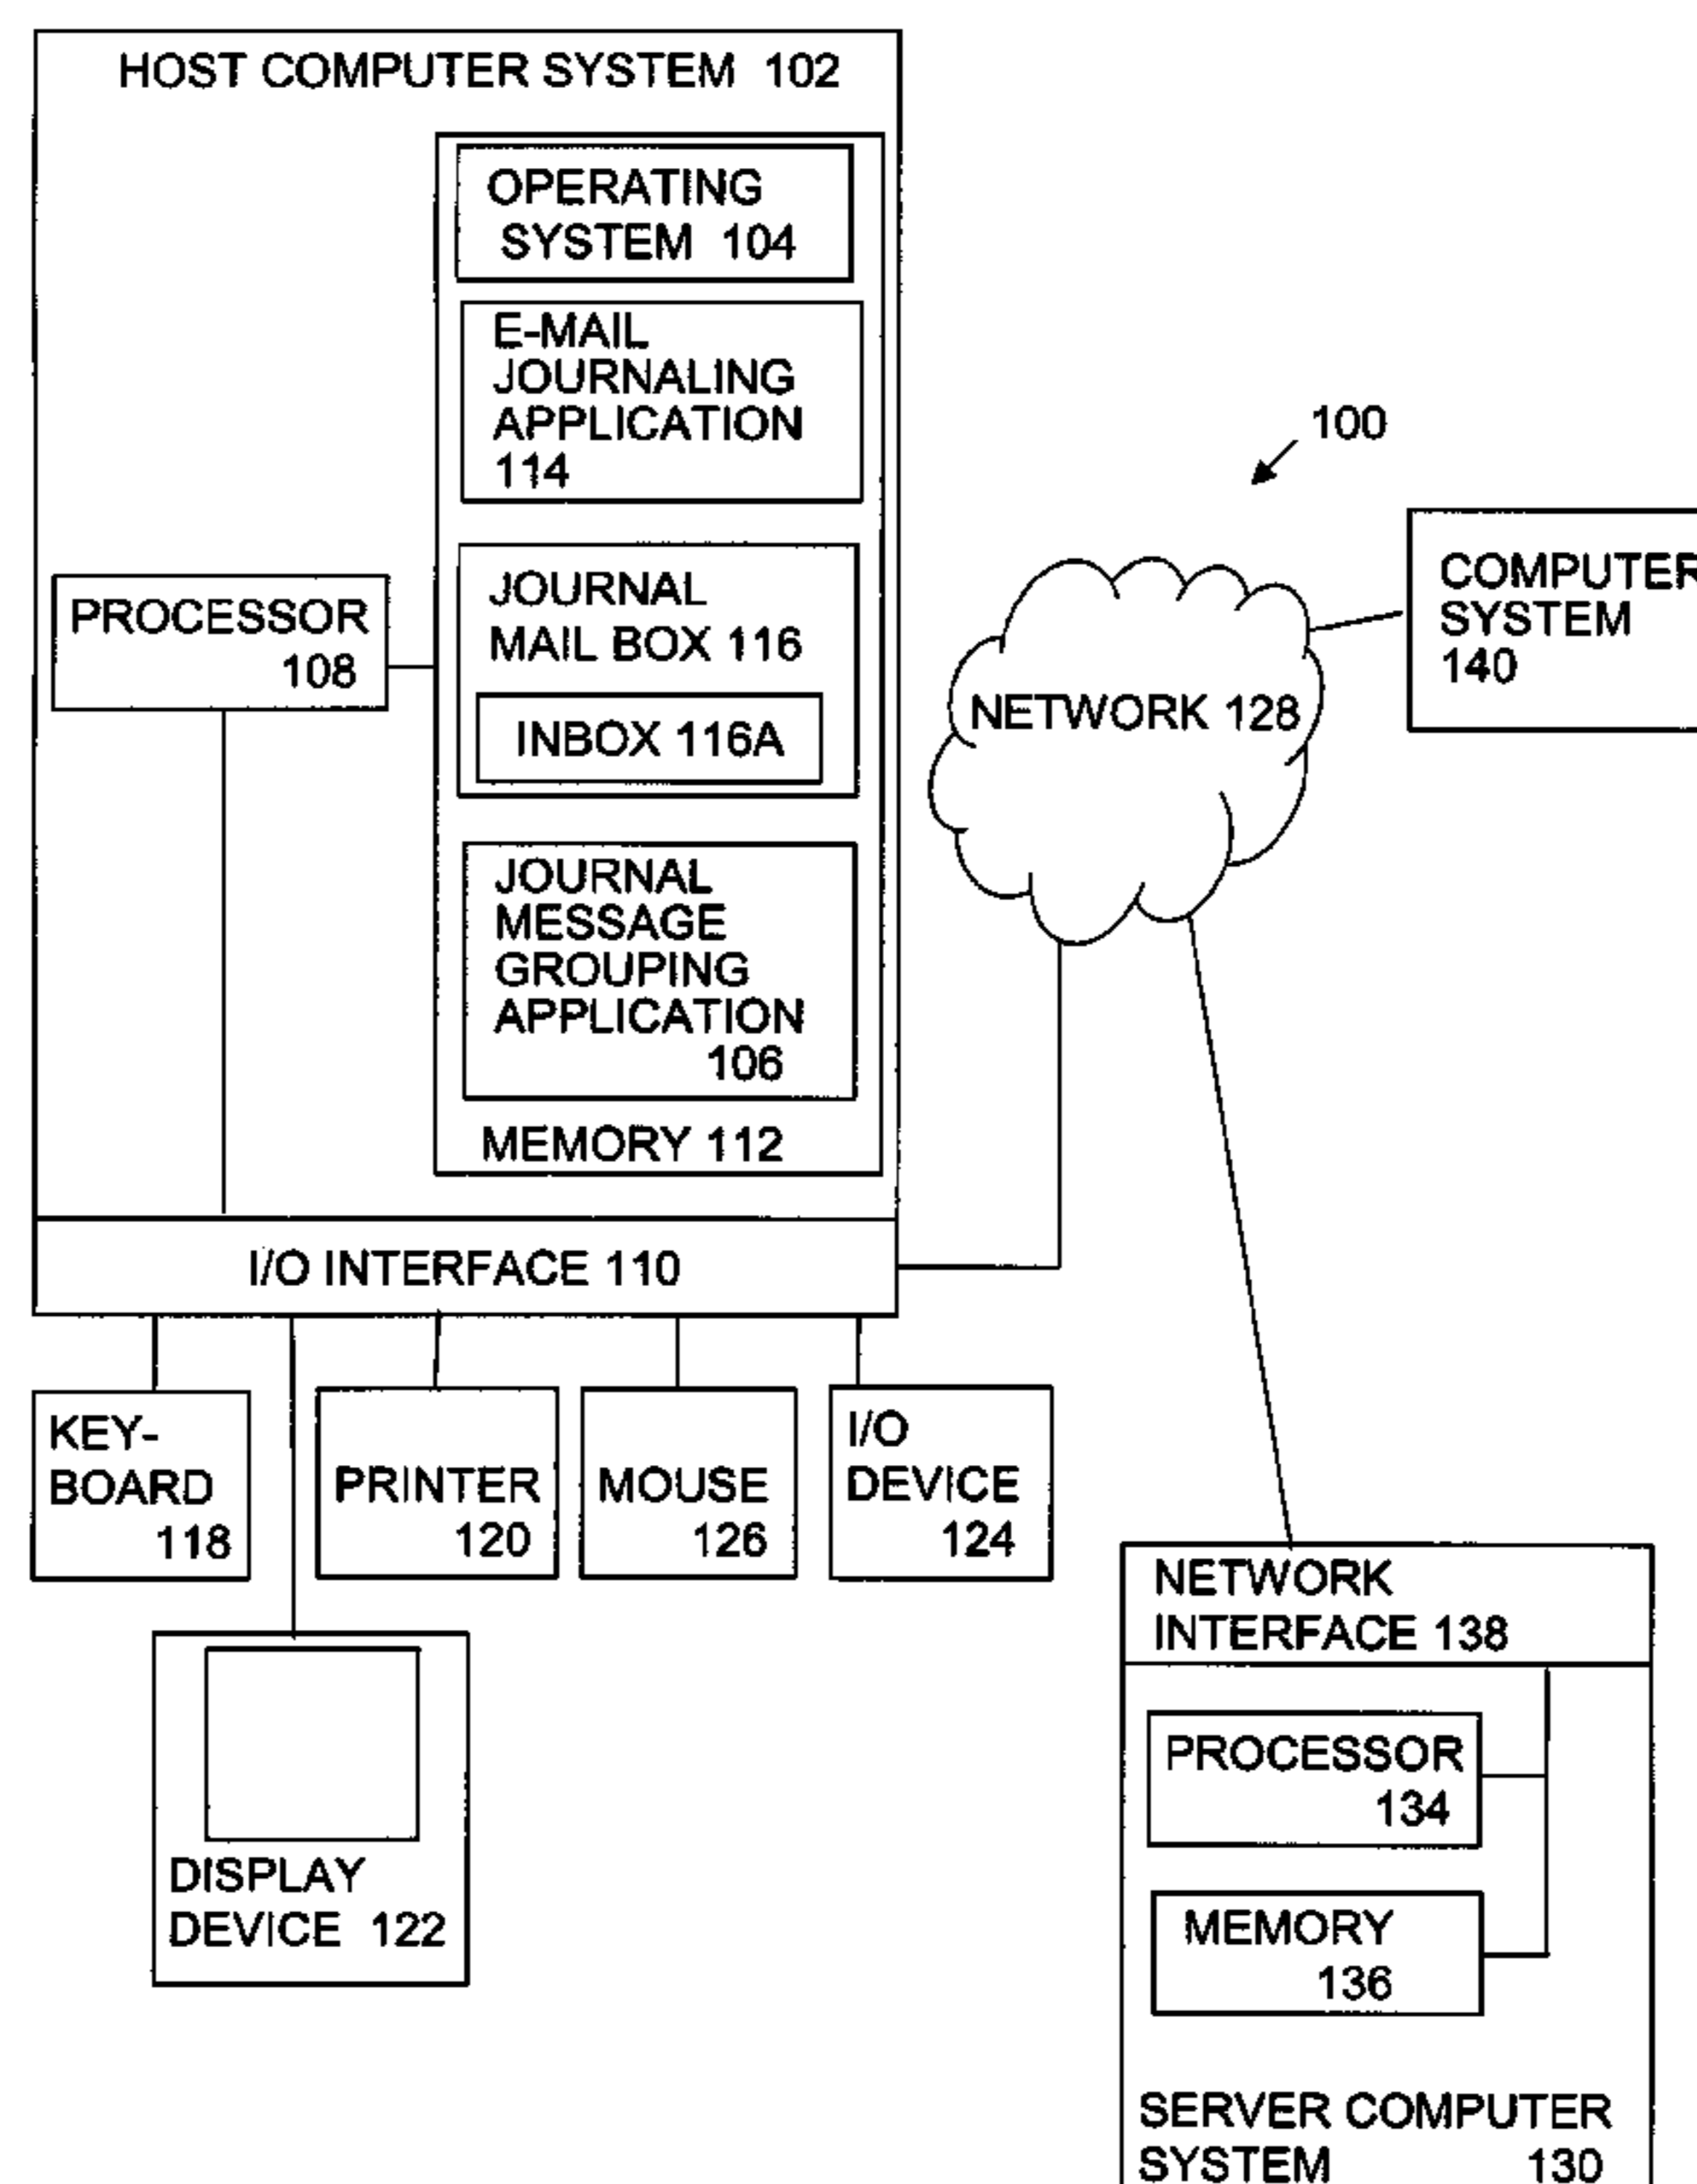 HOST COMPUTER SYSTEM 102
OPERATING
SYSTEM 104
E-MAIL
JOURNALING
APPLICATION
114
PROCESSOR
108
JOURNAL
MAIL BOX 116
INBOX 116A
JOURNAL
MESSAGE
GROUPING
APPLICATION
106
MEMORY 112
I/O INTERFACE 110
100
NETWORK 128
COMPUTER
SYSTEM
140
KEY-
BOARD
118
PRINTER
120
MOUSE
126
I/O
DEVICE
124
DISPLAY
DEVICE 122
NETWORK
INTERFACE 138
PROCESSOR
134
MEMORY
136
SERVER COMPUTER
SYSTEM 130